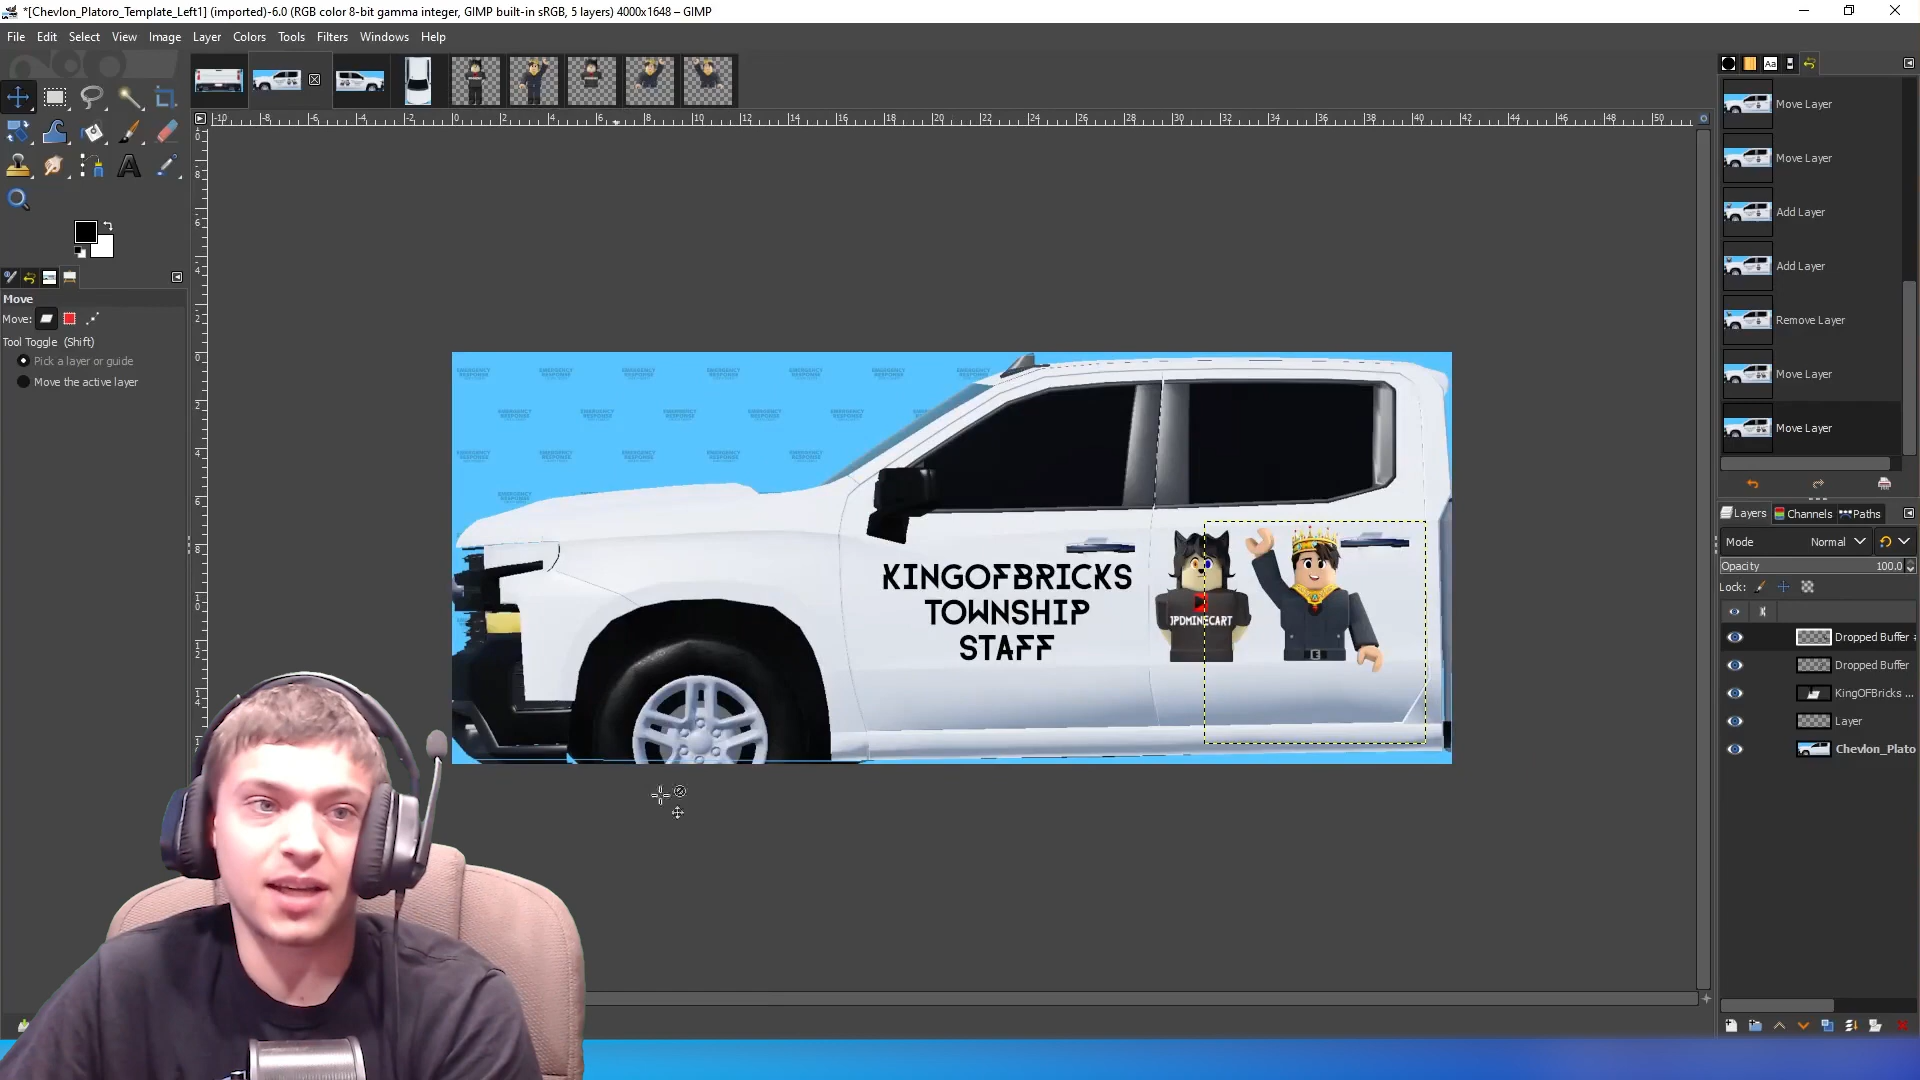 *[Chevlon_Platoro_Template_Left1] (imported)-6.0 (RGB color 8-bit gamma integer, GIMP built-in sRGB, 5 layers) 4000x1648 – GIMP
File Edit Select View Image Layer Colors Tools Filters Windows Help
Move Layer
Move Layer
Add Layer
Add Layer
Remove Layer
Move Layer
Move Layer
Move
Move:
Tool Toggle (Shift)
Pick a layer or guide
Move the active layer
EMERGENCY
RESPONSE
KINGOFBRICKS
TOWNSHIP
STAFF
JPDMINECART
Layers Channels Paths
Mode Normal
Opacity 100.0
Lock:
Dropped Buffer
Dropped Buffer
KingOFBricks ...
Layer
Chevlon_Plato